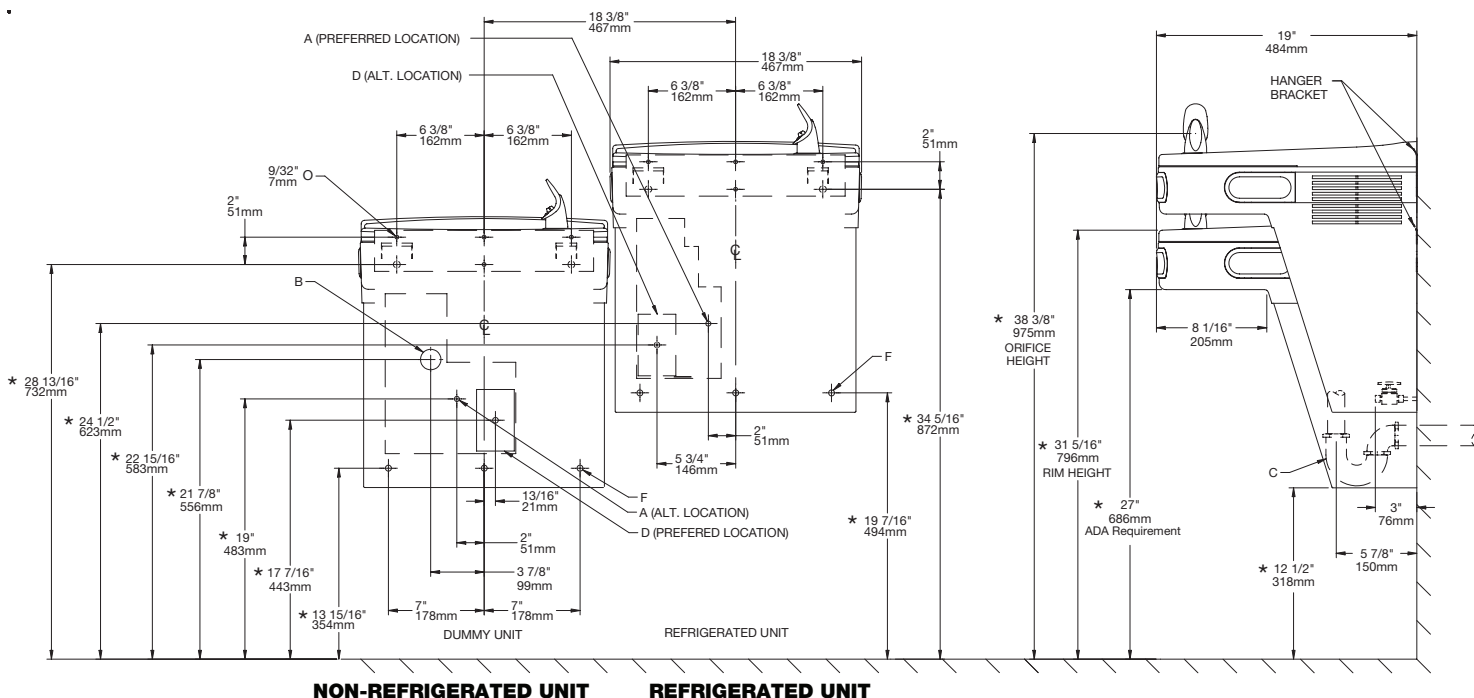 18 3/8"
467mm
A (PREFERRED LOCATION)
18 3/8"
467mm
D (ALT. LOCATION)
6 3/8"
162mm
6 3/8"
162mm
6 3/8"
162mm
6 3/8"
162mm
2"
51mm
9/32"
7mm
O
2"
51mm
B
CL
CL
F
* 28 13/16"
732mm
* 24 1/2"
623mm
* 22 15/16"
583mm
* 21 7/8"
556mm
* 19"
483mm
* 17 7/16"
443mm
* 13 15/16"
354mm
7"
178mm
7"
178mm
13/16"
21mm
2"
51mm
3 7/8"
99mm
5 3/4"
146mm
2"
51mm
F
A (ALT. LOCATION)
D (PREFERED LOCATION)
* 34 5/16"
872mm
* 19 7/16"
494mm
DUMMY UNIT
REFRIGERATED UNIT
19"
484mm
HANGER
BRACKET
* 38 3/8"
975mm
ORIFICE
HEIGHT
8 1/16"
205mm
* 31 5/16"
796mm
RIM HEIGHT
* 27"
686mm
ADA Requirement
C
3"
76mm
5 7/8"
150mm
* 12 1/2"
318mm
NON-REFRIGERATED UNIT
REFRIGERATED UNIT